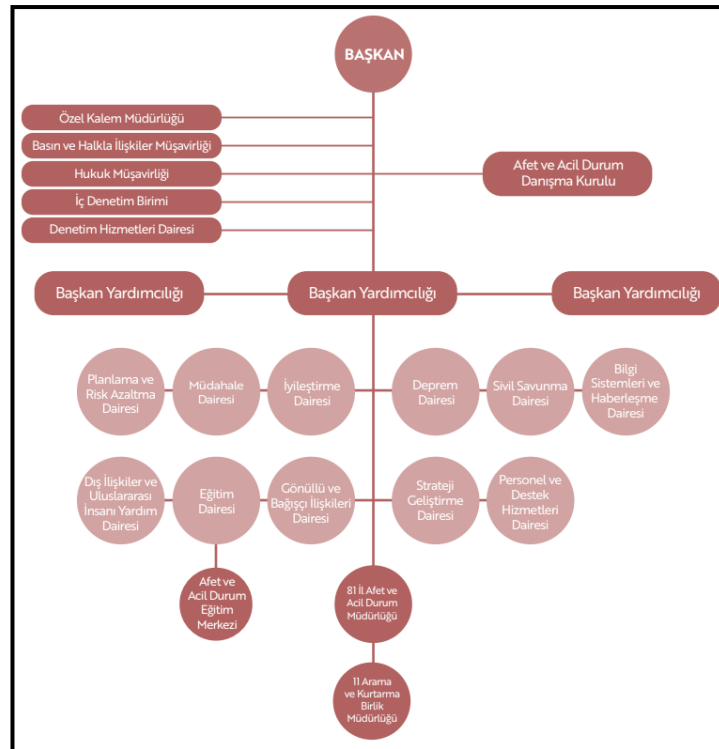 BAŞKAN
Özel Kalem Müdürlüğü
Basın ve Halkla İlişkiler Müşavirliği
Hukuk Müşavirliği
İç Denetim Birimi
Denetim Hizmetleri Dairesi
Afet ve Acil Durum
Danışma Kurulu
Başkan Yardımcılığı
Başkan Yardımcılığı
Başkan Yardımcılığı
Planlama ve
Risk Azaltma
Dairesi
Müdahale
Dairesi
İyileştirme
Dairesi
Deprem
Dairesi
Sivil Savunma
Dairesi
Bilgi
Sistemleri ve
Haberleşme
Dairesi
Dış İlişkiler ve
Uluslararası
İnsani Yardım
Dairesi
Eğitim
Dairesi
Gönüllü ve
Bağışçı İlişkileri
Dairesi
Strateji
Geliştirme
Dairesi
Personel ve
Destek
Hizmetleri
Dairesi
Afet ve
Acil Durum
Eğitim
Merkezi
81 İl Afet ve
Acil Durum
Müdürlüğü
11 Arama
ve Kurtarma
Birlik
Müdürlüğü